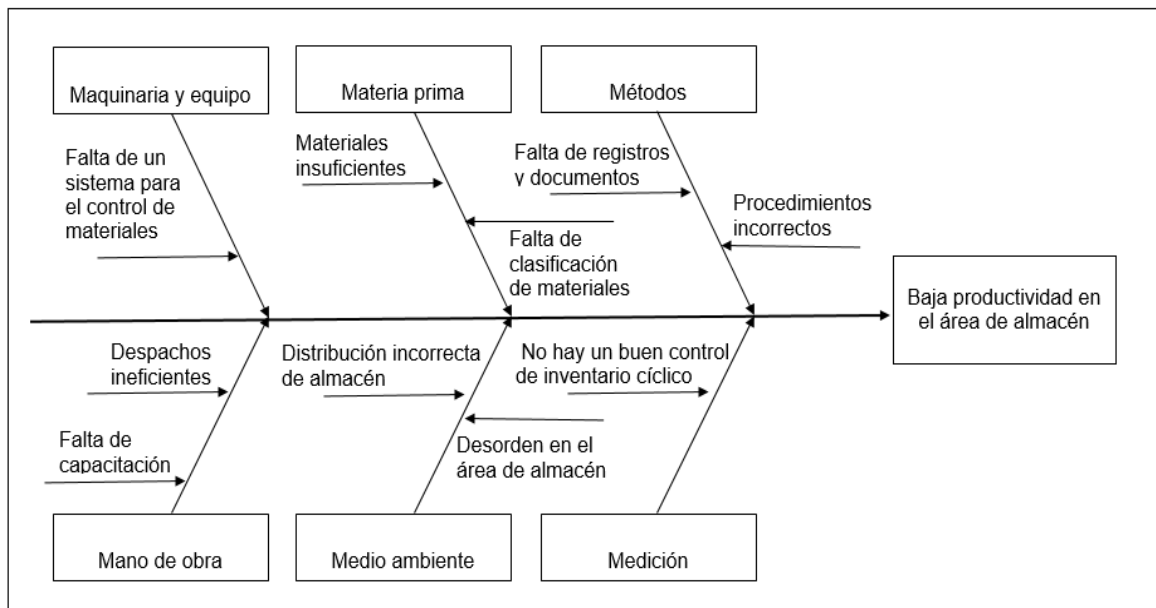 Maquinaria y equipo
Materia prima
Métodos
Falta de un
sistema para
el control de
materiales
Materiales
insuficientes
Falta de
clasificación
de materiales
Falta de registros
y documentos
Procedimientos
incorrectos
Baja productividad en
el área de almacén
Despachos
ineficientes
Falta de
capacitación
Distribución incorrecta
de almacén
Desorden en el
área de almacén
No hay un buen control
de inventario cíclico
Mano de obra
Medio ambiente
Medición